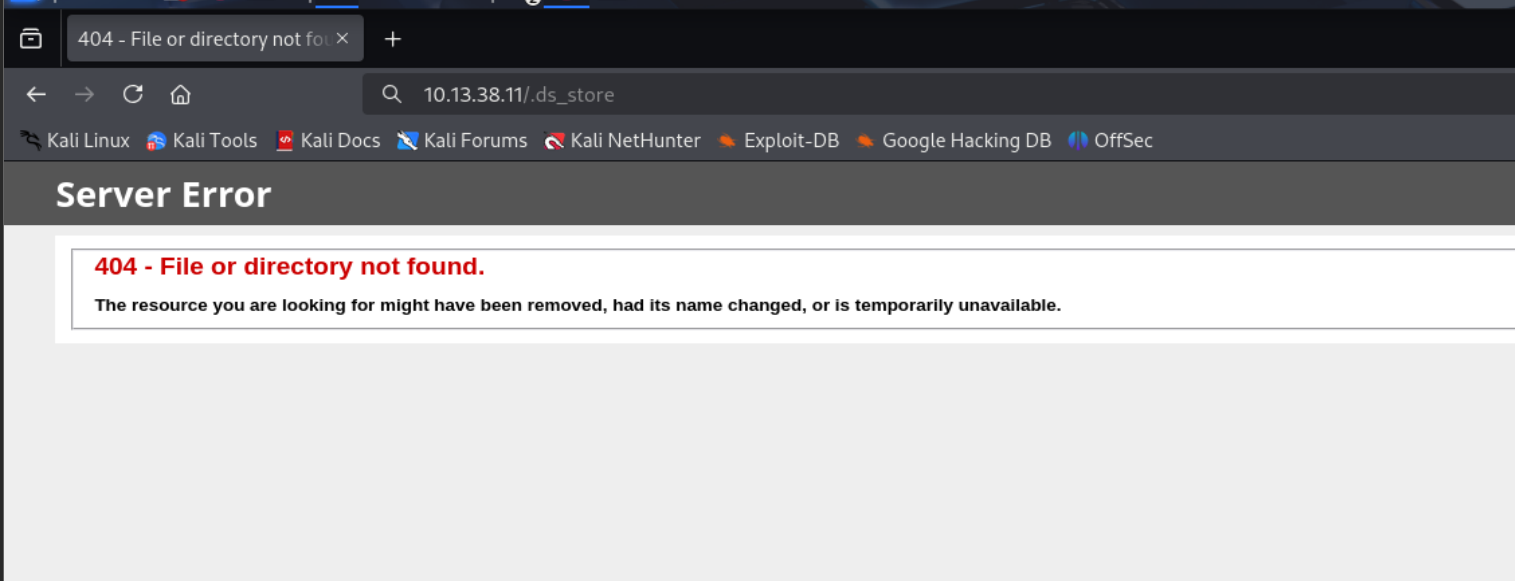 404 - File or directory not fou
10.13.38.11/.ds_store
Kali Linux Kali Tools Kali Docs Kali Forums Kali NetHunter Exploit-DB Google Hacking DB OffSec
Server Error
404 - File or directory not found.
The resource you are looking for might have been removed, had its name changed, or is temporarily unavailable.